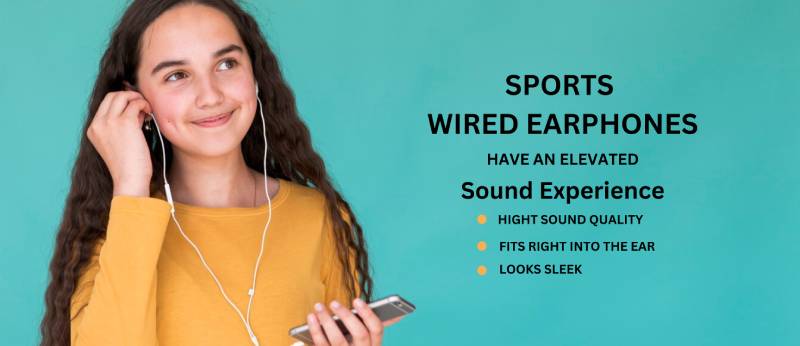 SPORTS
WIRED EARPHONES
HAVE AN ELEVATED
Sound Experience
HIGHT SOUND QUALITY
FITS RIGHT INTO THE EAR
LOOKS SLEEK